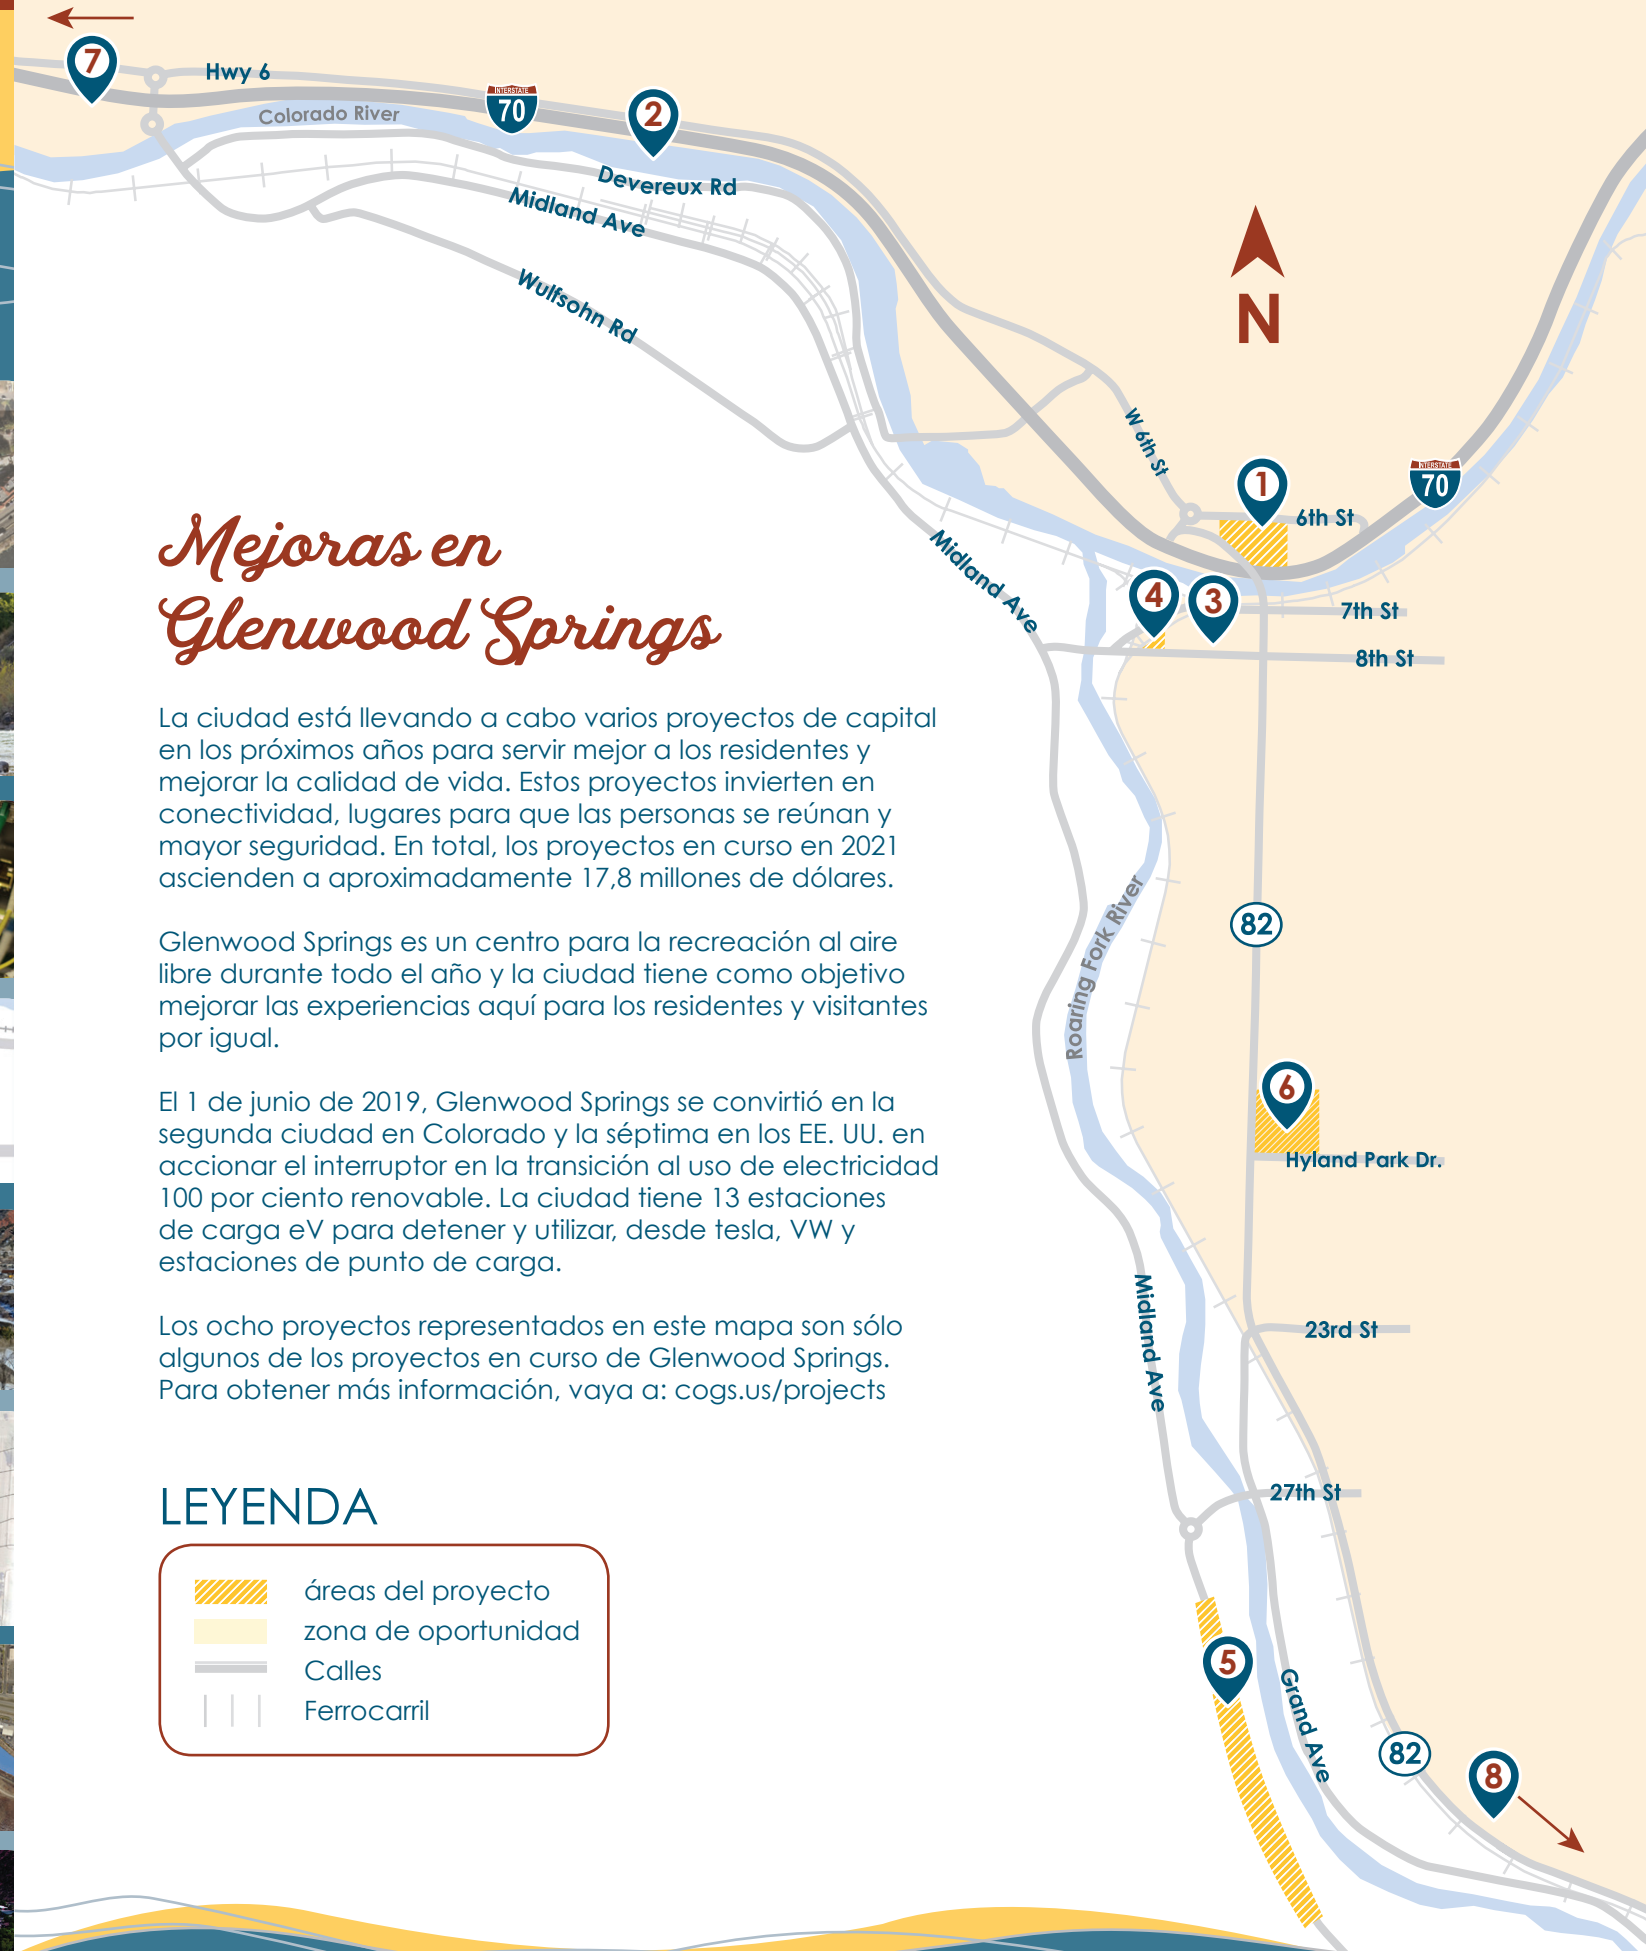 7
Hwy 6
Colorado River
INTERSTATE
70
2
Devereux Rd
Midland Ave
Wulfsohn Rd
N
W 6th St
1
6th St
INTERSTATE
70
Midland Ave
4
3
7th St
8th St
Mejoras en
Glenwood Springs
La ciudad está llevando a cabo varios proyectos de capital
en los próximos años para servir mejor a los residentes y
mejorar la calidad de vida. Estos proyectos invierten en
conectividad, lugares para que las personas se reúnan y
mayor seguridad. En total, los proyectos en curso en 2021
ascienden a aproximadamente 17,8 millones de dólares.
Glenwood Springs es un centro para la recreación al aire
libre durante todo el año y la ciudad tiene como objetivo
mejorar las experiencias aquí para los residentes y visitantes
por igual.
El 1 de junio de 2019, Glenwood Springs se convirtió en la
segunda ciudad en Colorado y la séptima en los EE. UU. en
accionar el interruptor en la transición al uso de electricidad
100 por ciento renovable. La ciudad tiene 13 estaciones
de carga eV para detener y utilizar, desde tesla, VW y
estaciones de punto de carga.
Los ocho proyectos representados en este mapa son sólo
algunos de los proyectos en curso de Glenwood Springs.
Para obtener más información, vaya a: cogs.us/projects
Roaring Fork River
82
6
Hyland Park Dr.
Midland Ave
23rd St
27th St
LEYENDA
áreas del proyecto
zona de oportunidad
Calles
Ferrocarril
5
Grand Ave
82
8